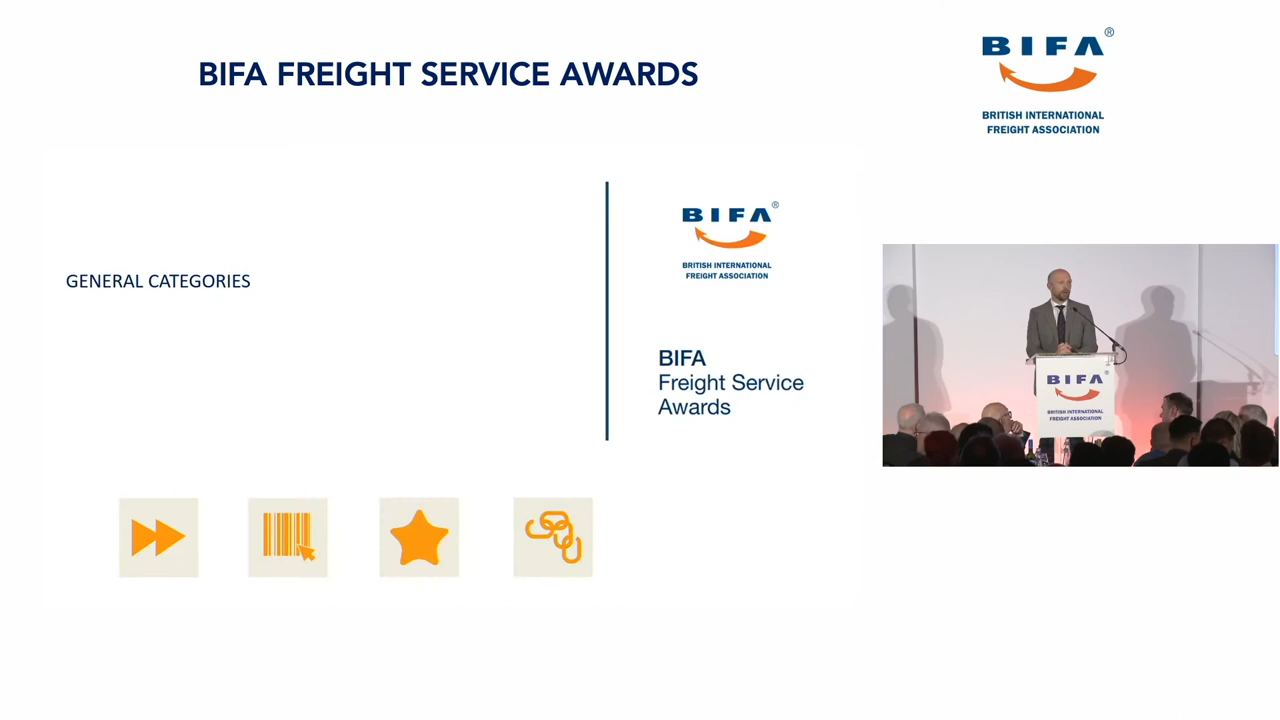 BIFA FREIGHT SERVICE AWARDS
BIFA®
BRITISH INTERNATIONAL
FREIGHT ASSOCIATION
GENERAL CATEGORIES
BIFA®
BRITISH INTERNATIONAL
FREIGHT ASSOCIATION
BIFA
Freight Service
Awards
BIFA®
BRITISH INTERNATIONAL
FREIGHT ASSOCIATION